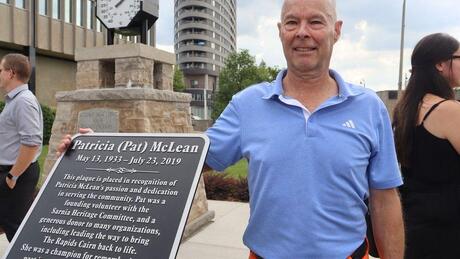 Patricia (Pat) McLean
May 13, 1933 – July 23, 2019
This plaque is placed in recognition of
Patricia McLean's passion and dedication
in serving the community. Pat was a
founding volunteer with the
Sarnia Heritage Committee, and a
generous donor to many organizations,
including leading the way to bring
The Rapids Cairn back to life.
She was a champion for